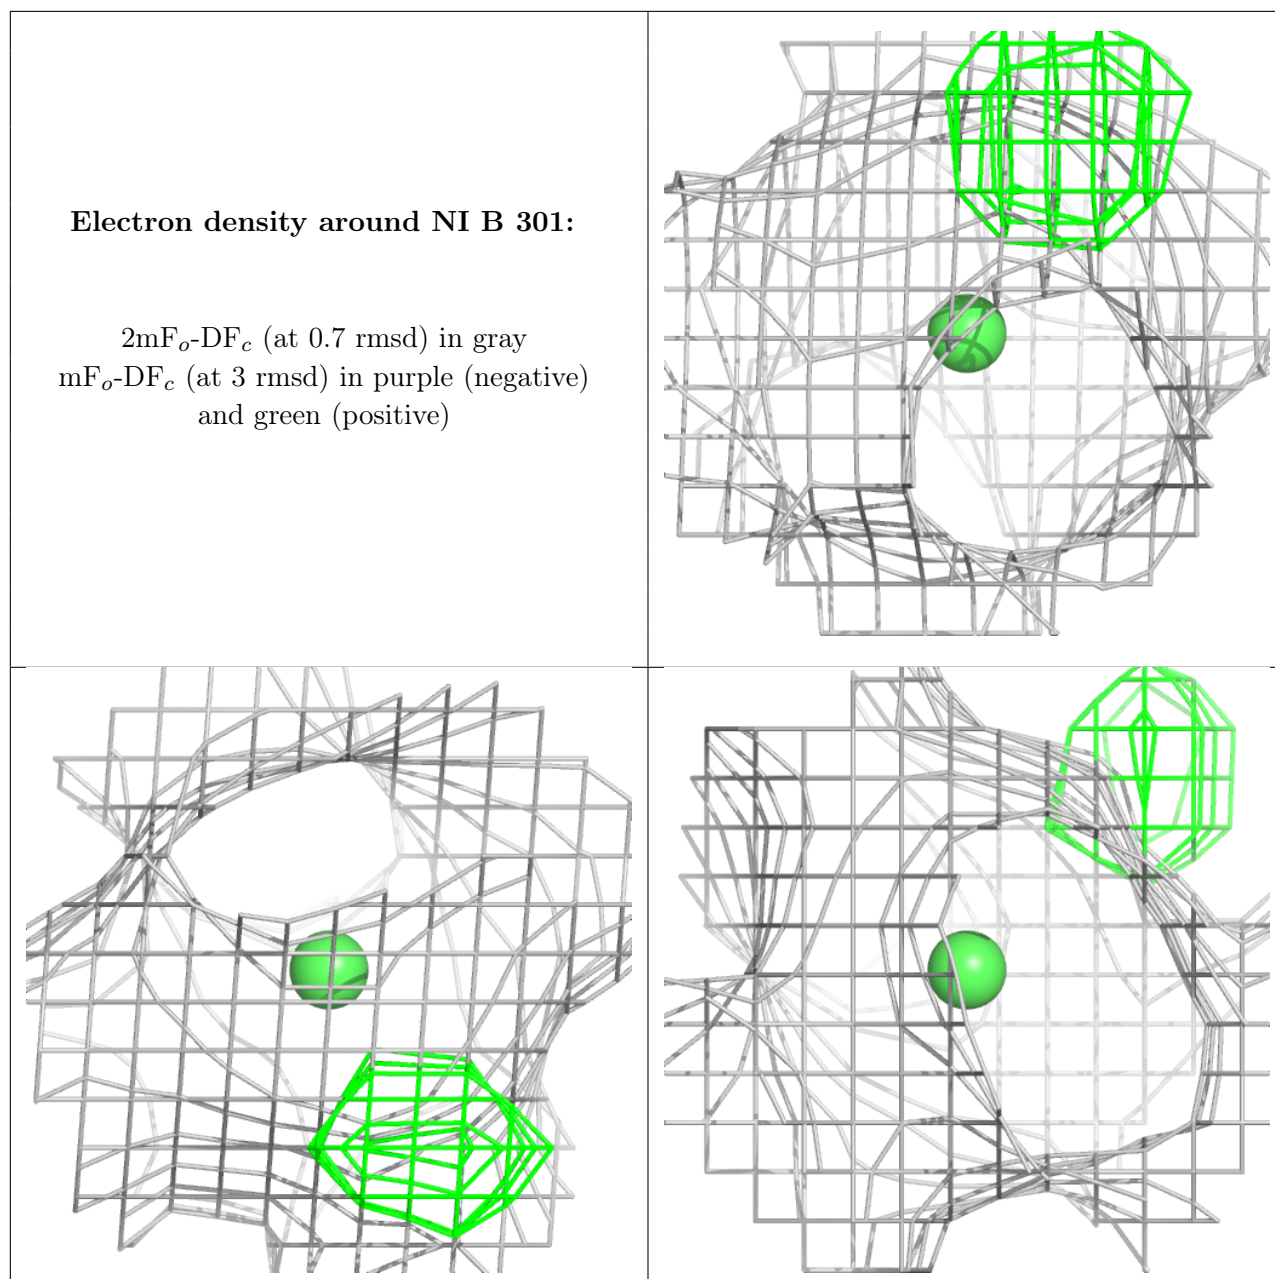 Electron density around NI B 301:
2mFo-DFc (at 0.7 rmsd) in gray
mFo-DFc (at 3 rmsd) in purple (negative)
and green (positive)